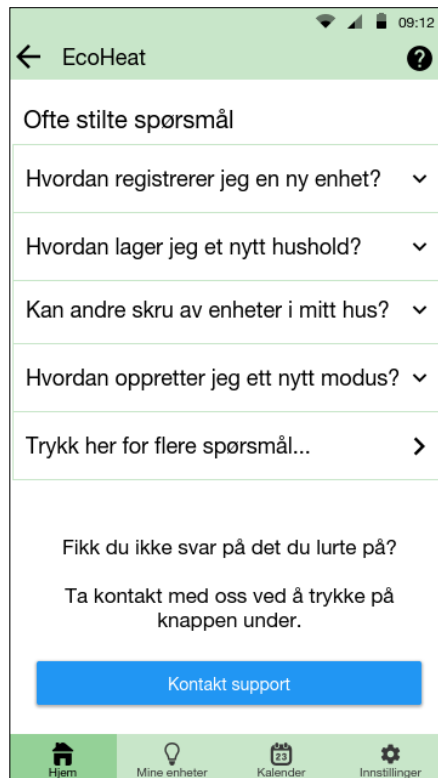 09:12
EcoHeat
Ofte stilte spørsmål
Hvordan registrerer jeg en ny enhet?
Hvordan lager jeg et nytt hushold?
Kan andre skru av enheter i mitt hus?
Hvordan oppretter jeg ett nytt modus?
Trykk her for flere spørsmål...
Fikk du ikke svar på det du lurte på?
Ta kontakt med oss ved å trykke på
knappen under.
Kontakt support
23
Hjem Mine enheter Kalender Innstillinger